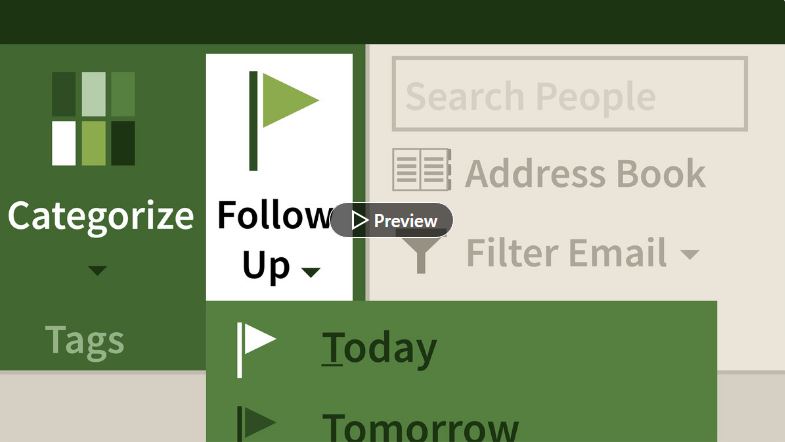 Categorize
Tags
Follow
Up
Search People
Address Book
Filter Email
Preview
Today
Tomorrow